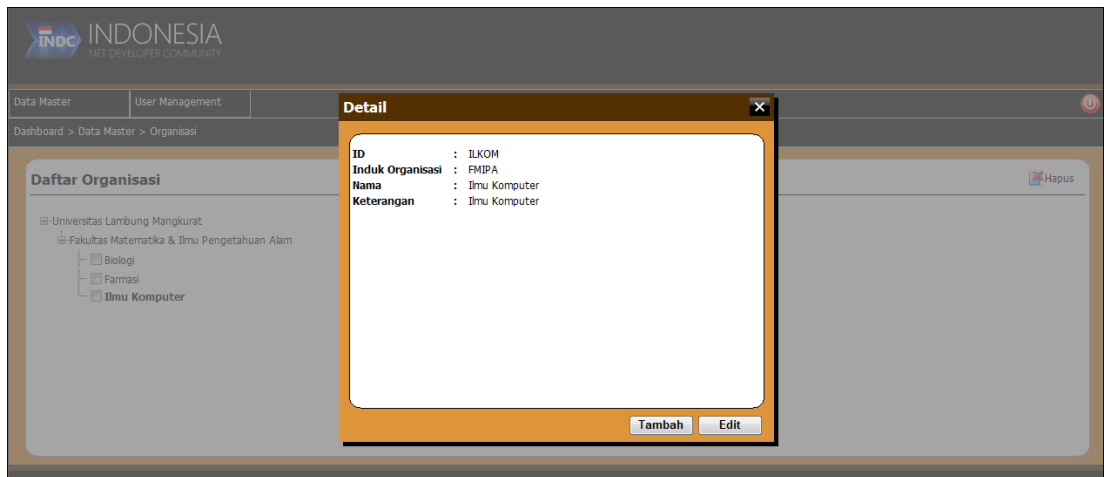 INDC INDONESIA
.NET DEVELOPER COMMUNITY
Data Master User Management
Dashboard > Data Master > Organisasi
Daftar Organisasi
Hapus
Universitas Lambung Mangkurat
Fakultas Matematika & Ilmu Pengetahuan Alam
Biologi
Farmasi
Ilmu Komputer
Detail
ID : ILKOM
Induk Organisasi : FMIPA
Nama : Ilmu Komputer
Keterangan : Ilmu Komputer
Tambah Edit